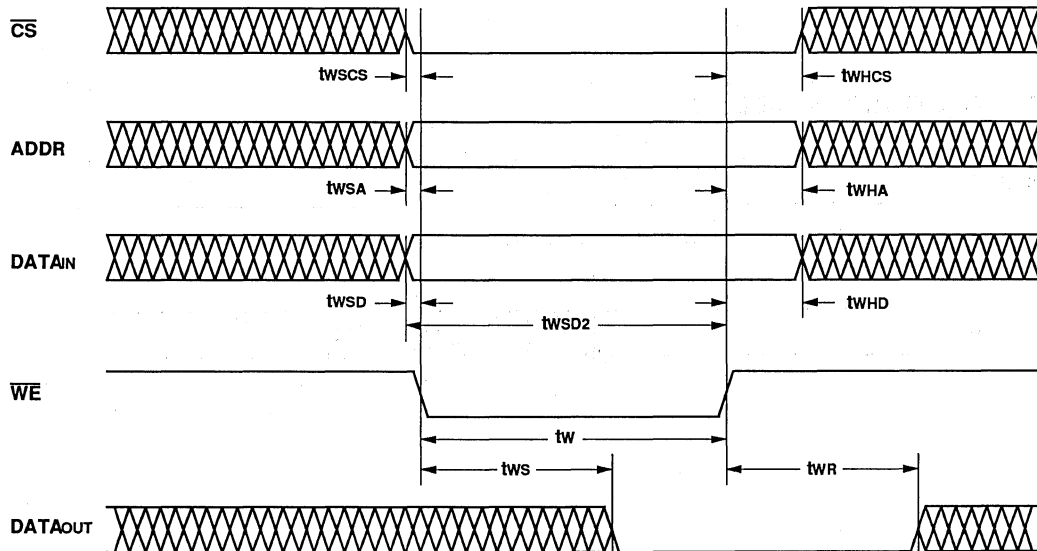 CS
tWSCS
tWHCS
ADDR
tWSA
tWHA
DATAIN
tWSD
tWHD
tWSD2
WE
tW
tWS
tWR
DATAOUT